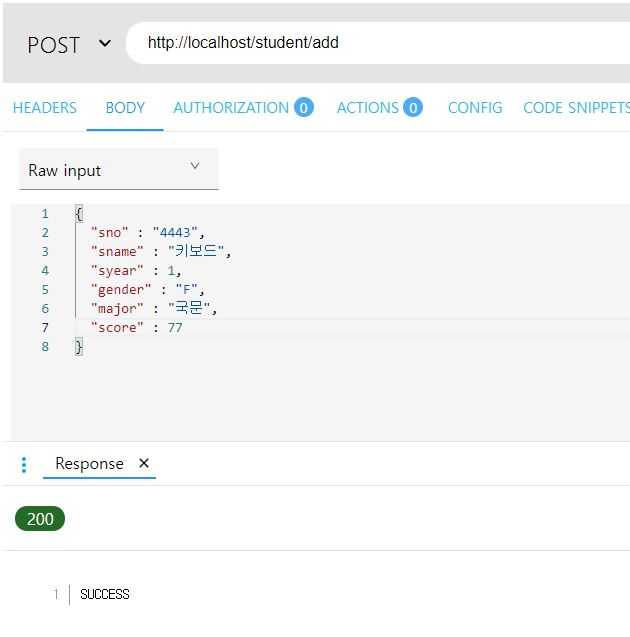 POST http://localhost/student/add
HEADERS BODY AUTHORIZATION 0 ACTIONS 0 CONFIG CODE SNIPPETS
Raw input
1 {
2 "sno" : "4443",
3 "sname" : "키보드",
4 "syear" : 1,
5 "gender" : "F",
6 "major" : "국문",
7 "score" : 77
8 }
Response ×
200
1 SUCCESS